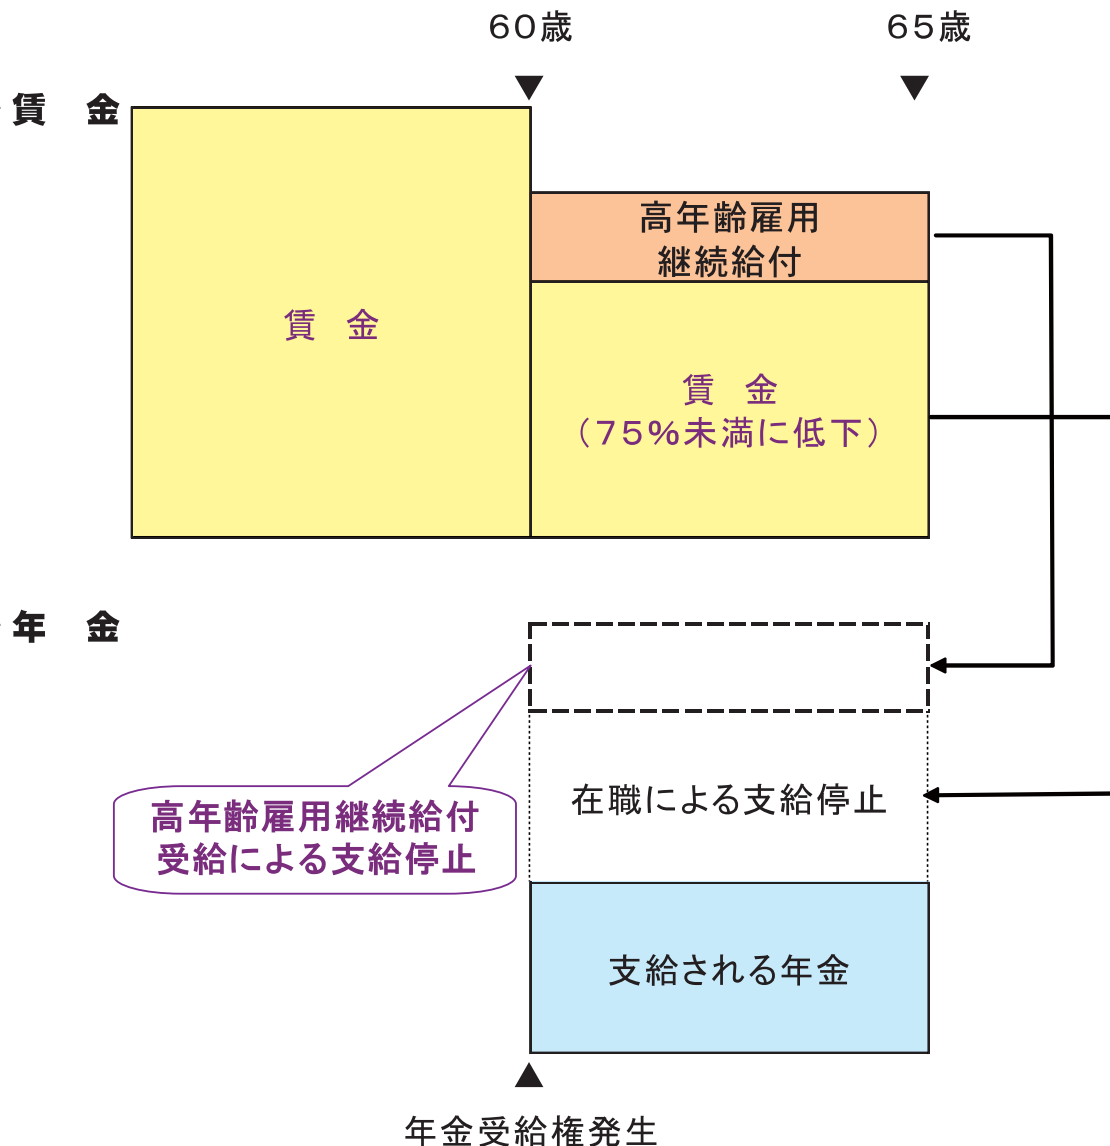 60歳
65歳
賃 金
高年齢雇用
継続給付
賃 金
賃 金
（75%未満に低下）
年 金
高年齢雇用継続給付
受給による支給停止
在職による支給停止
支給される年金
年金受給権発生